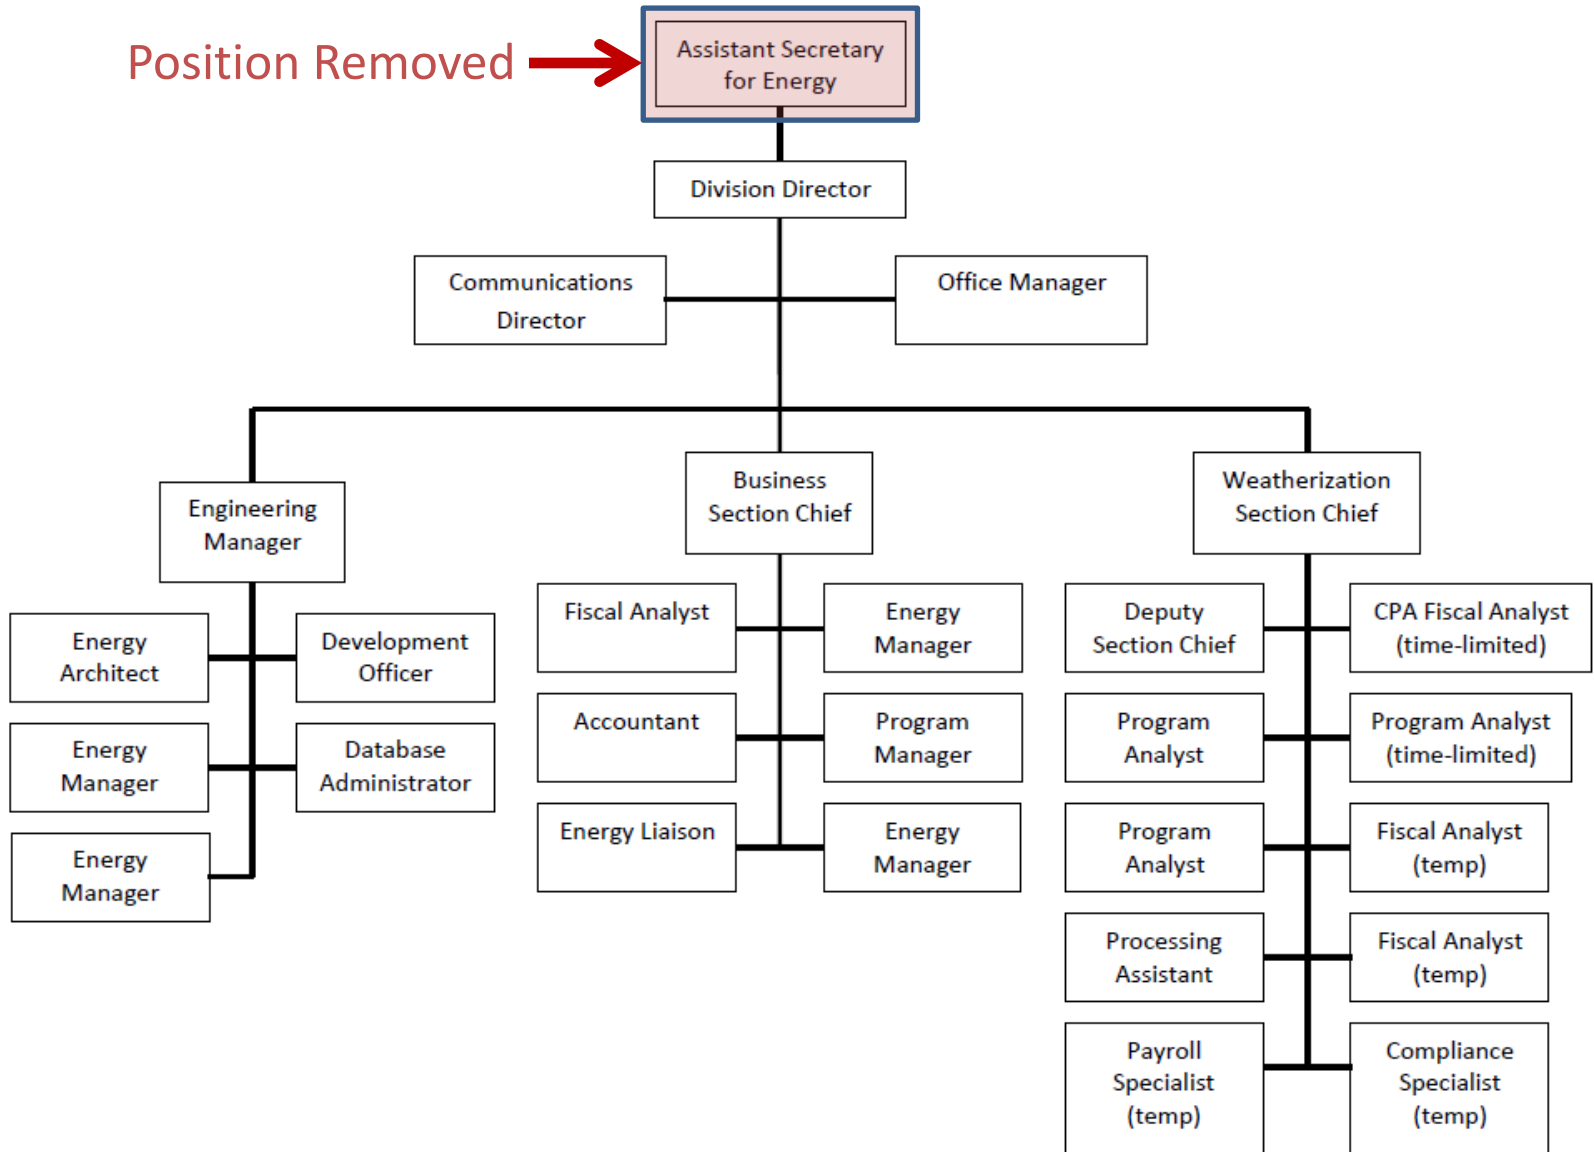 Position Removed
Assistant Secretary
for Energy
Division Director
Communications
Director
Office Manager
Engineering
Manager
Business
Section Chief
Weatherization
Section Chief
Energy
Architect
Development
Officer
Energy
Manager
Database
Administrator
Energy
Manager
Fiscal Analyst
Energy
Manager
Accountant
Program
Manager
Energy Liaison
Energy
Manager
Deputy
Section Chief
CPA Fiscal Analyst
(time-limited)
Program
Analyst
Program Analyst
(time-limited)
Program
Analyst
Fiscal Analyst
(temp)
Processing
Assistant
Fiscal Analyst
(temp)
Payroll
Specialist
(temp)
Compliance
Specialist
(temp)